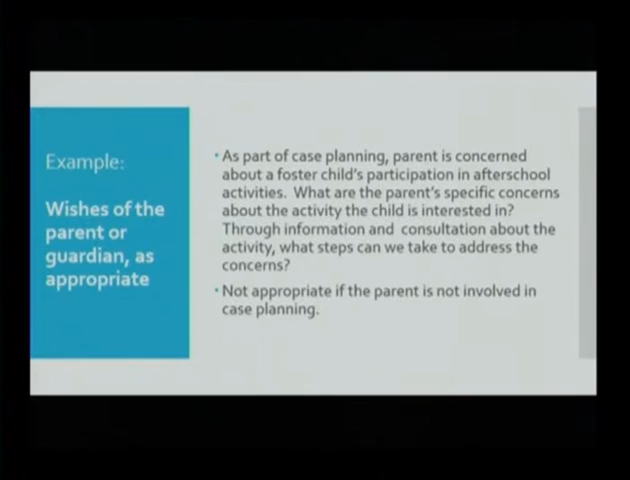 Example:
Wishes of the
parent or
guardian, as
appropriate
• As part of case planning, parent is concerned
about a foster child's participation in afterschool
activities. What are the parent's specific concerns
about the activity the child is interested in?
Through information and consultation about the
activity, what steps can we take to address the
concerns?
• Not appropriate if the parent is not involved in
case planning.